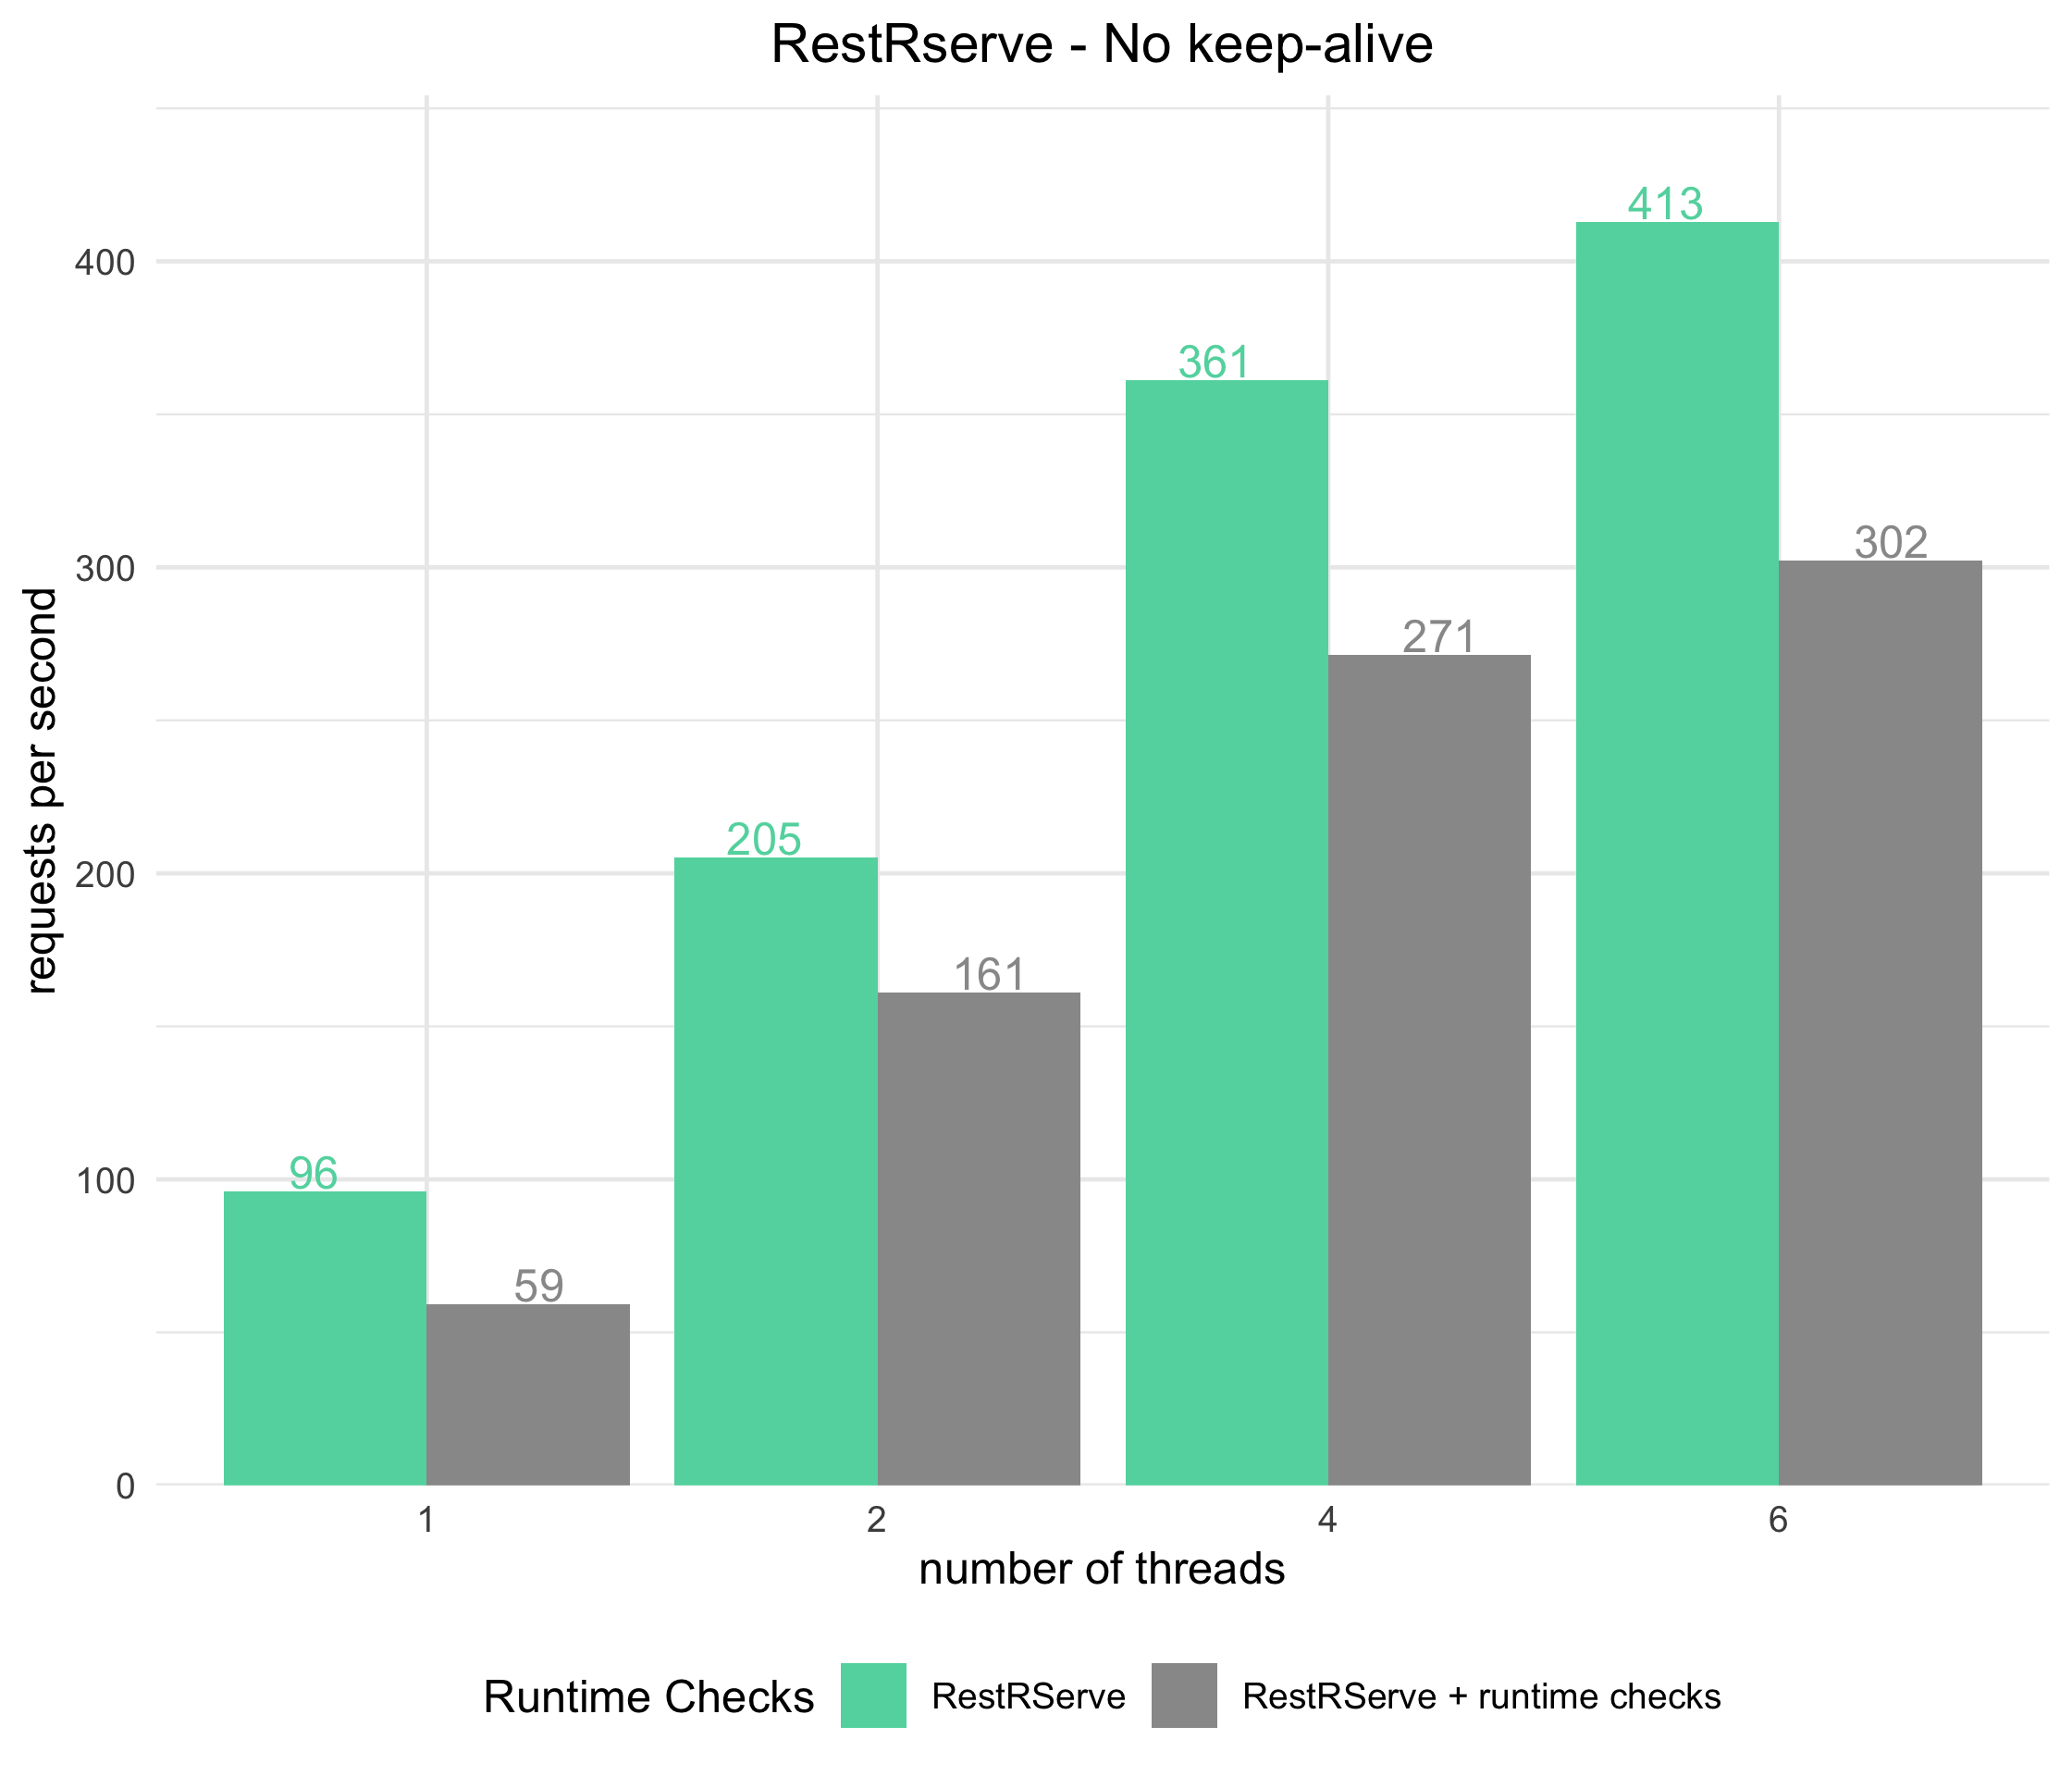 RestRserve - No keep-alive
requests per second
400
300
200
100
0
96
59
205
161
361
271
413
302
1 2 4 6
number of threads
Runtime Checks RestRServe RestRServe + runtime checks